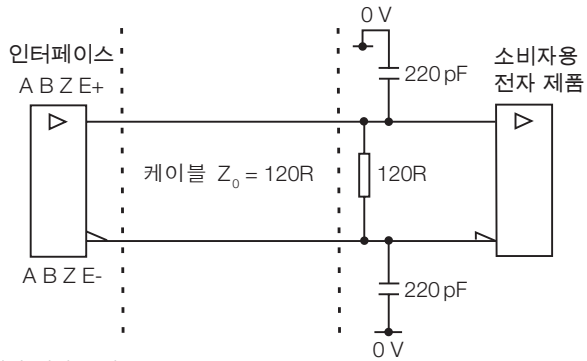 0 V
인터페이스
A B Z E+
220 pF
소비자용
전자 제품
케이블 Z₀ = 120R
120R
A B Z E-
220 pF
0 V